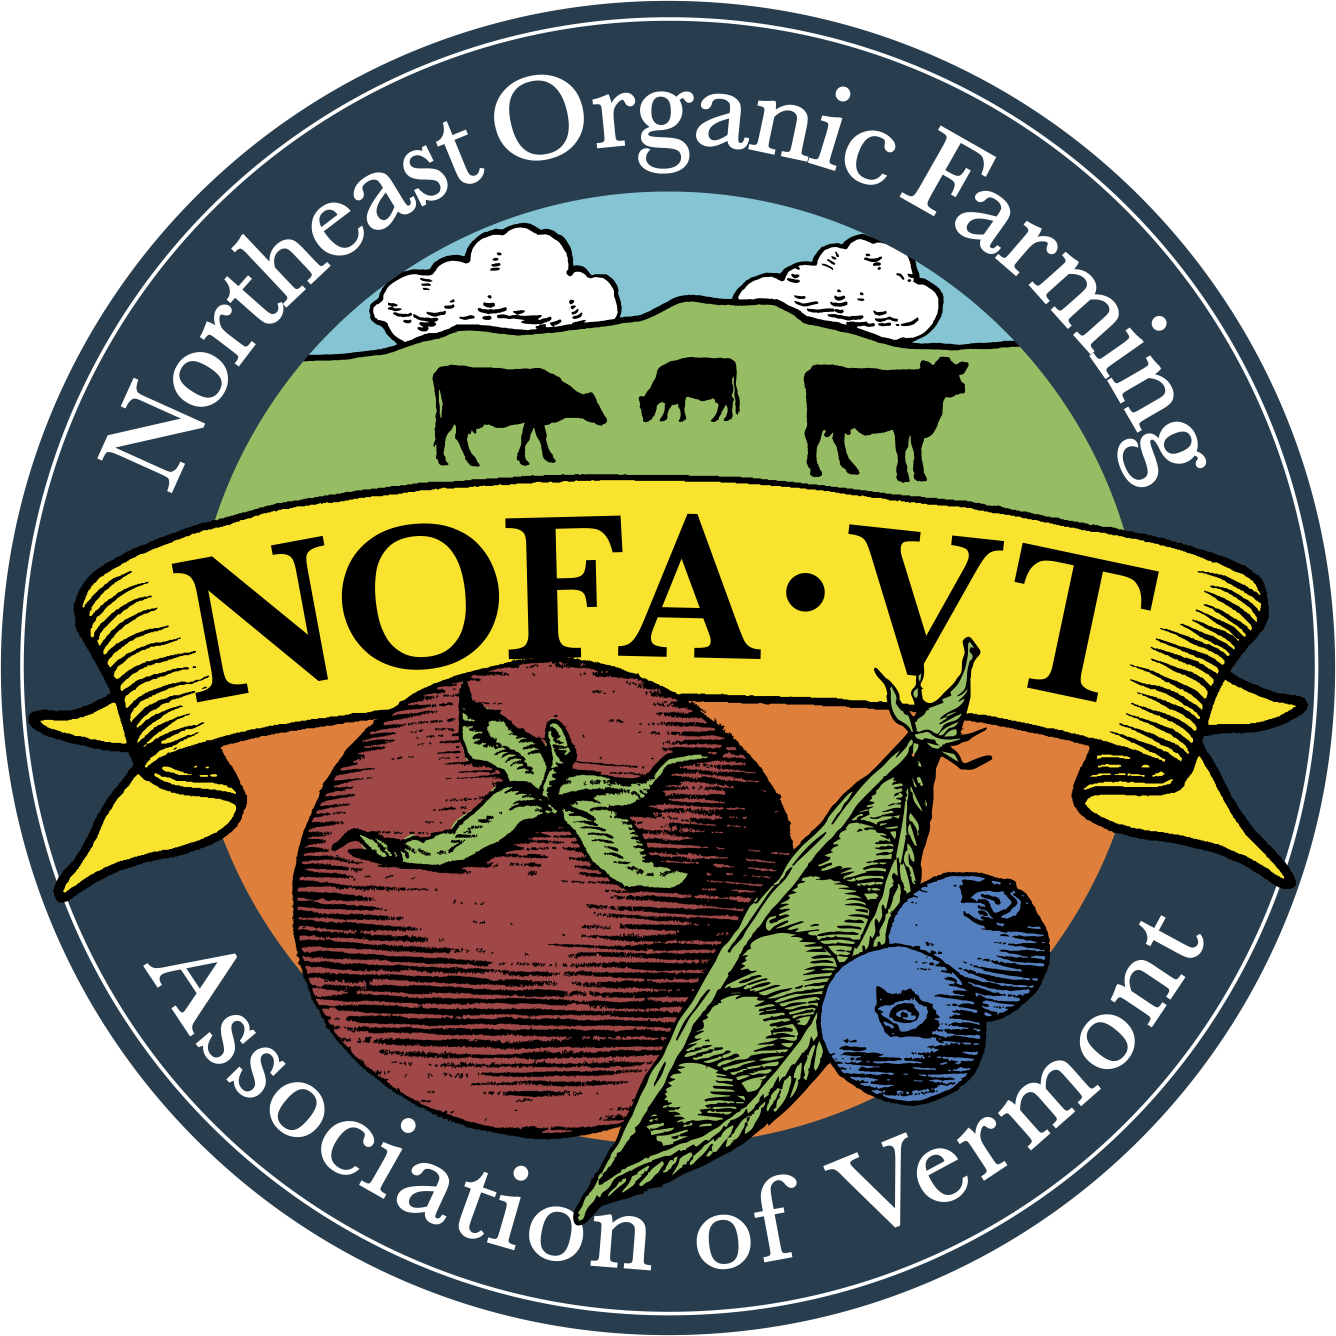 Northeast Organic Farming
NOFA·VT
Association of Vermont